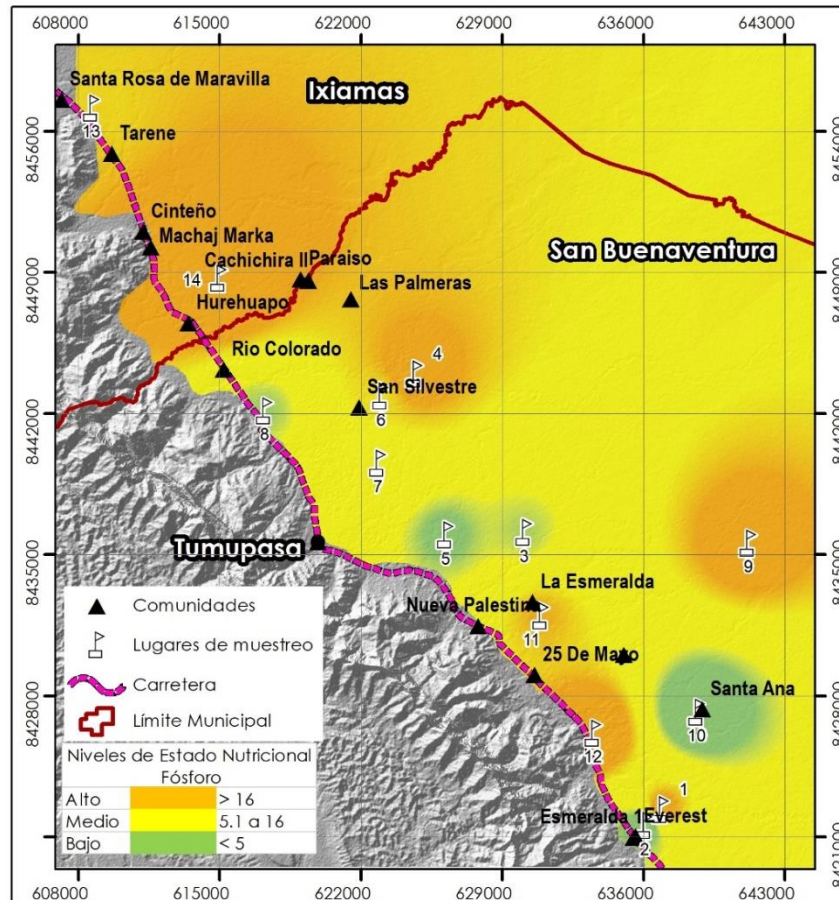 608000 615000 622000 629000 636000 643000
Ixiamas
Santa Rosa de Maravilla
13
Tarene
8456000 8456000
Cinteño
Machaj Marka
San Buenaventura
Cachichira II Paraiso
14
8449000 8449000
Las Palmeras
Hurehuapo
Rio Colorado
4
San Silvestre
6
8
8442000 8442000
7
5
3
Tumupasa
9
8435000 8435000
La Esmeralda
Nueva Palestina
11
25 De Mayo
Santa Ana
10
8428000 8428000
12
1
Esmeralda 1 Everest
2
8421000 8421000
Comunidades
Lugares de muestreo
Carretera
Límite Municipal
Niveles de Estado Nutricional
Fósforo
Alto > 16
Medio 5.1 a 16
Bajo < 5
608000 615000 622000 629000 636000 643000